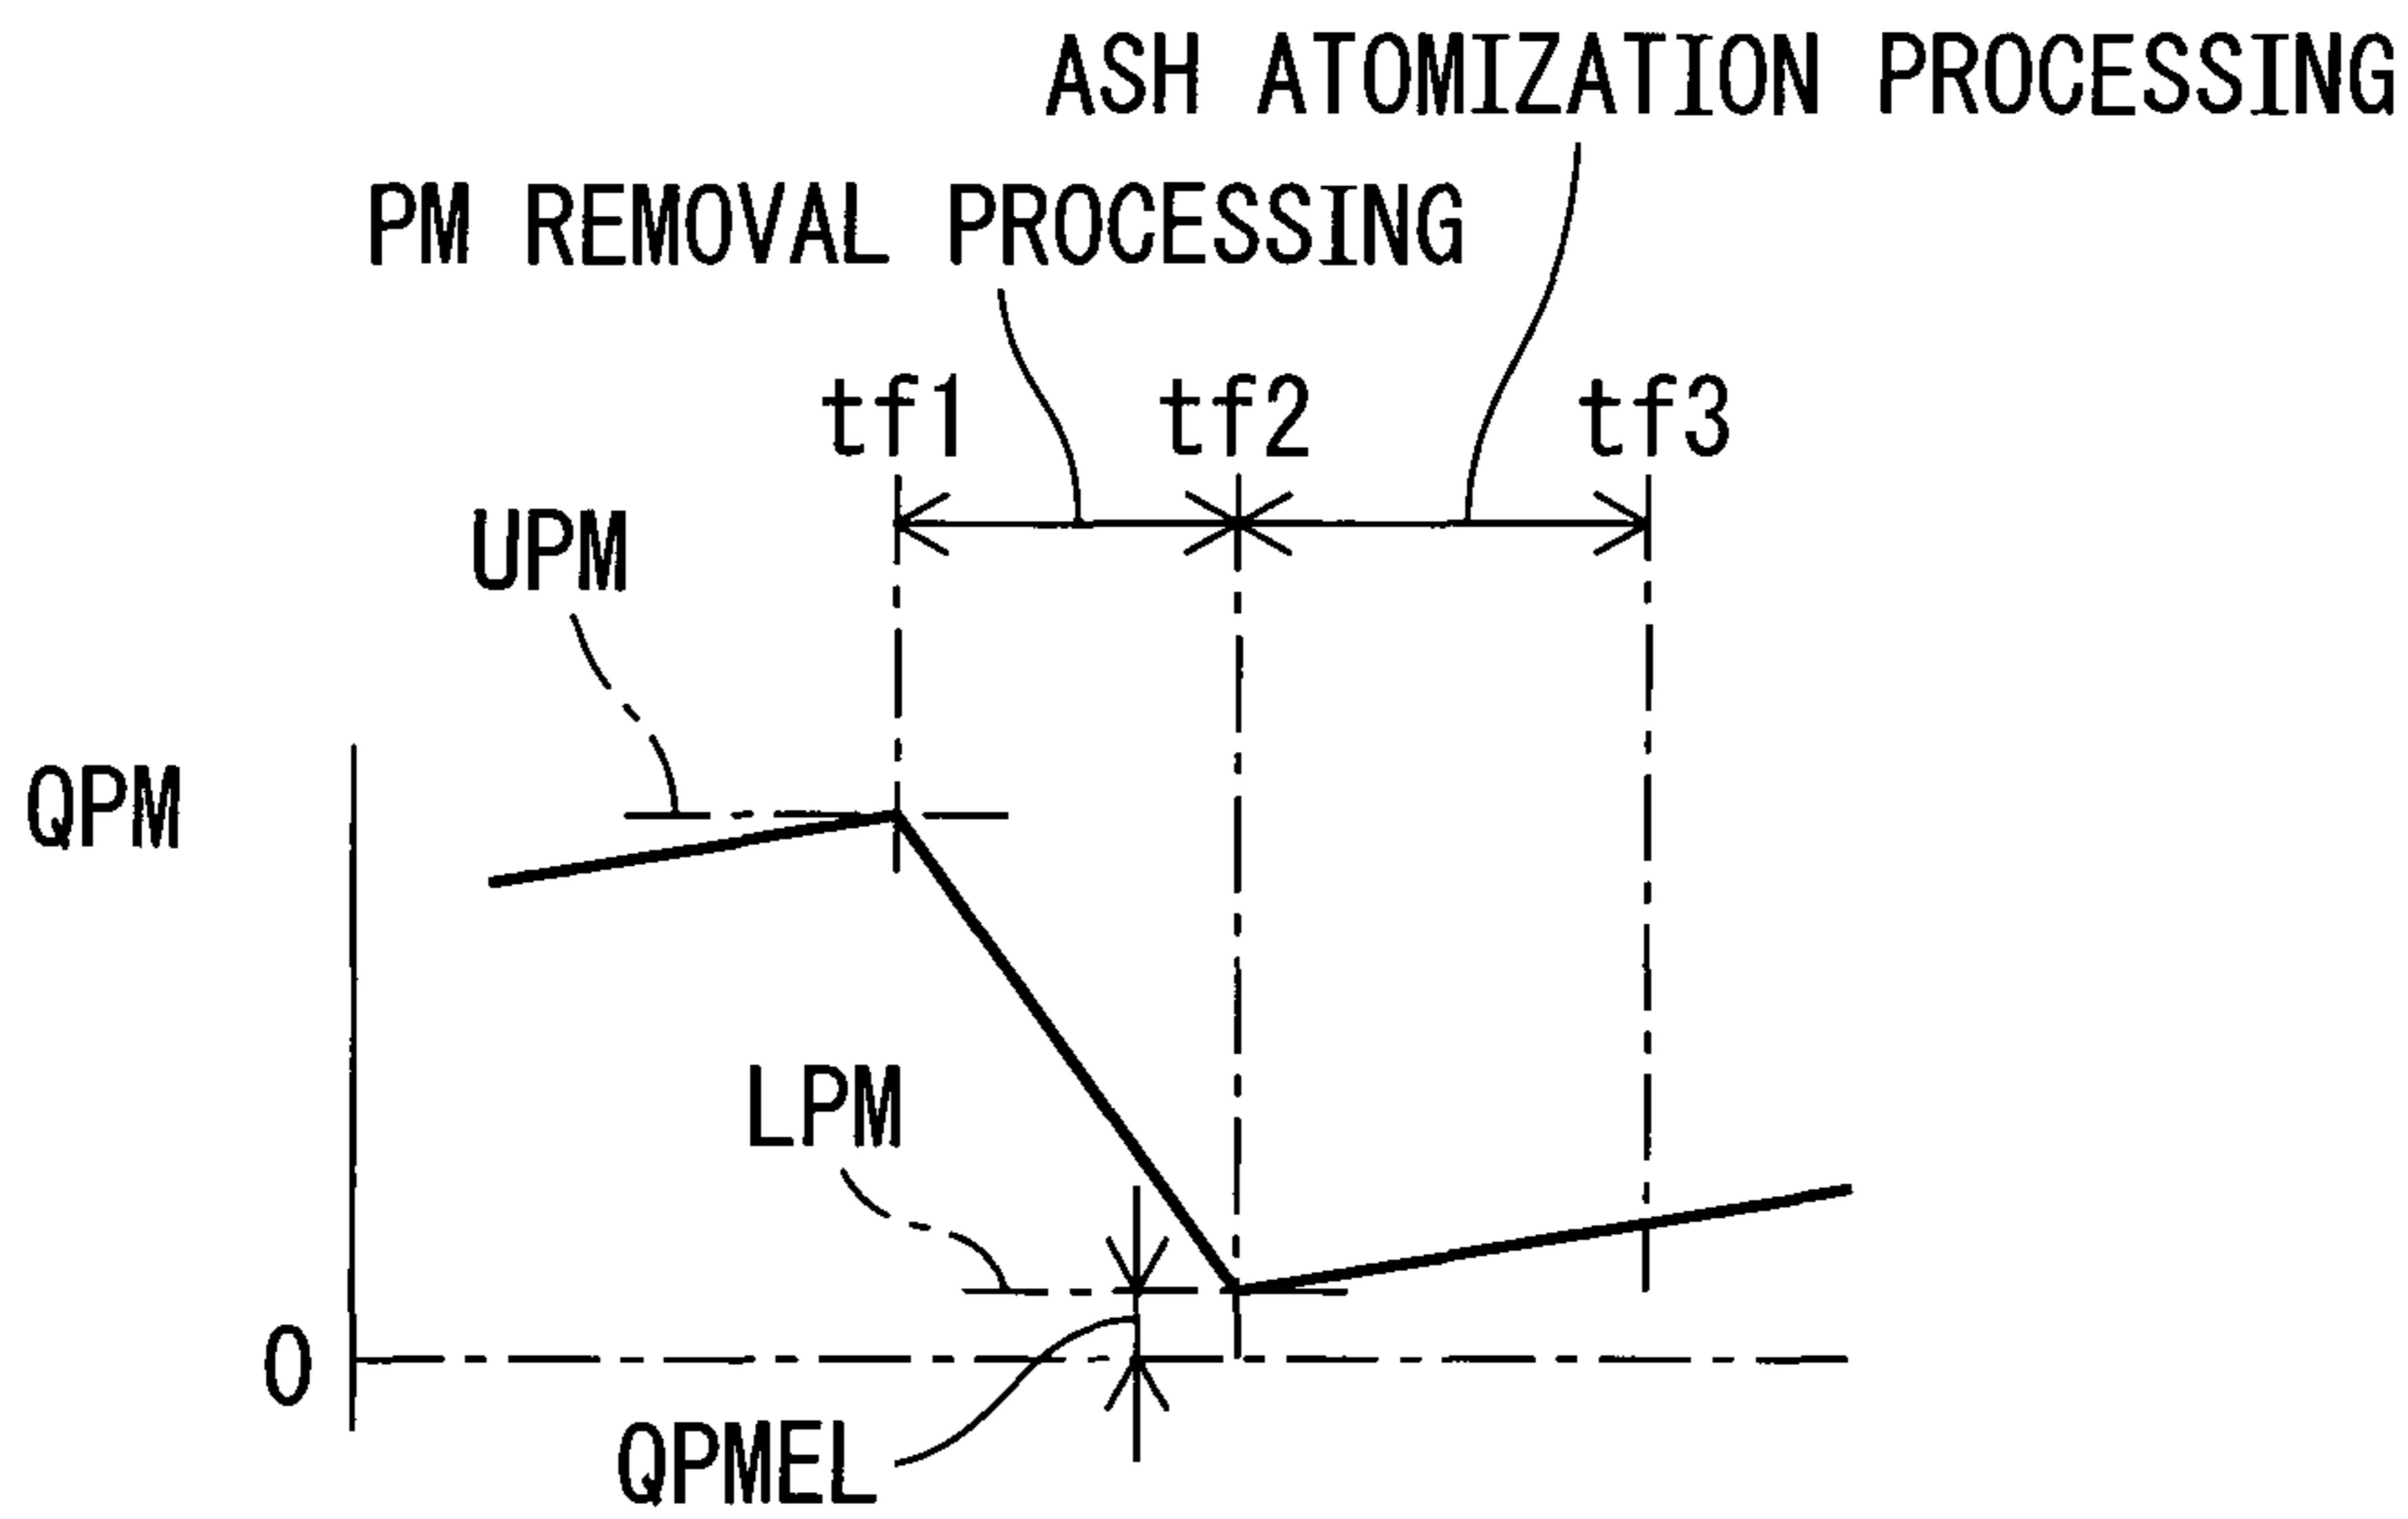 ASH ATOMIZATION PROCESSING
PM REMOVAL PROCESSING
tf1 tf2 tf3
UPM
QPM
LPM
0
QPMEL